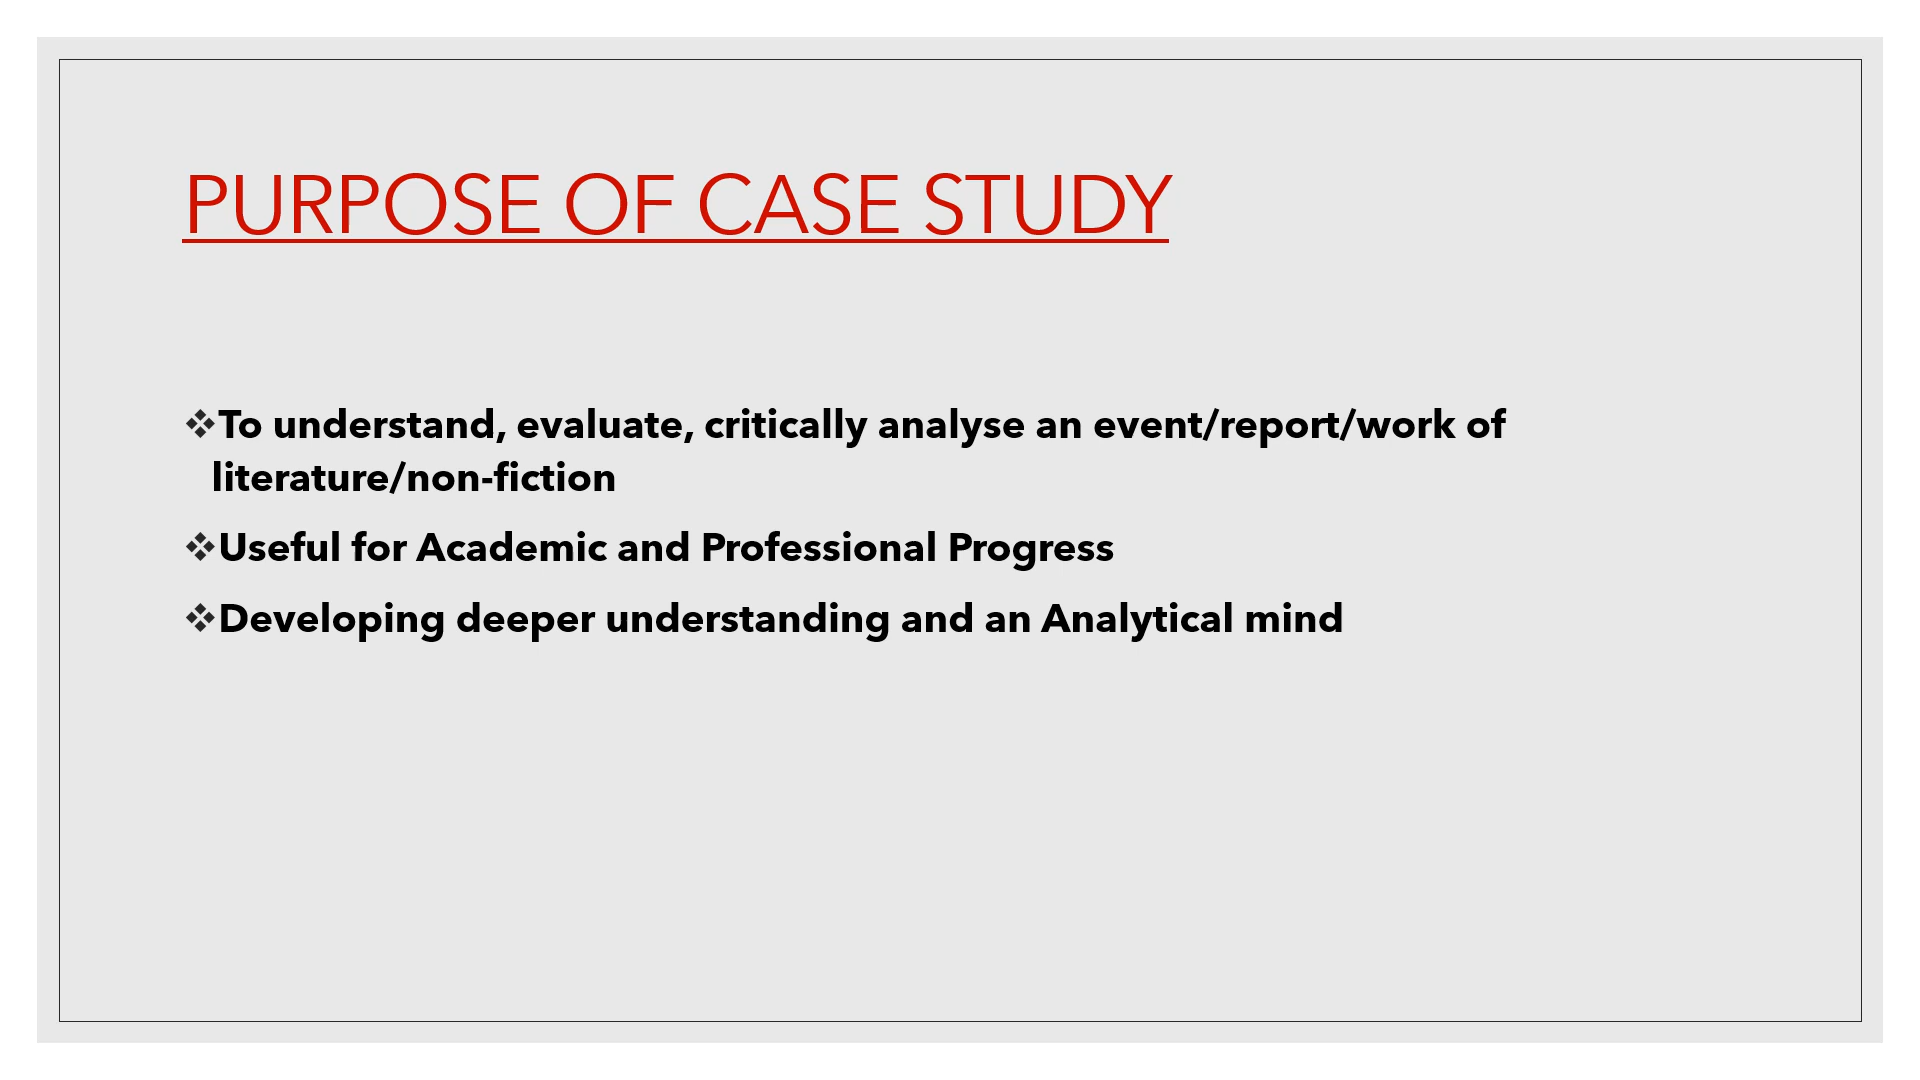 PURPOSE OF CASE STUDY
❖To understand, evaluate, critically analyse an event/report/work of
literature/non-fiction
❖Useful for Academic and Professional Progress
❖Developing deeper understanding and an Analytical mind